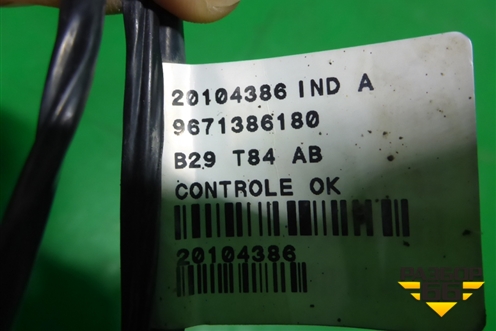 20104386 IND A
9671386180
B29 T84 AB
CONTROLE OK
20104386